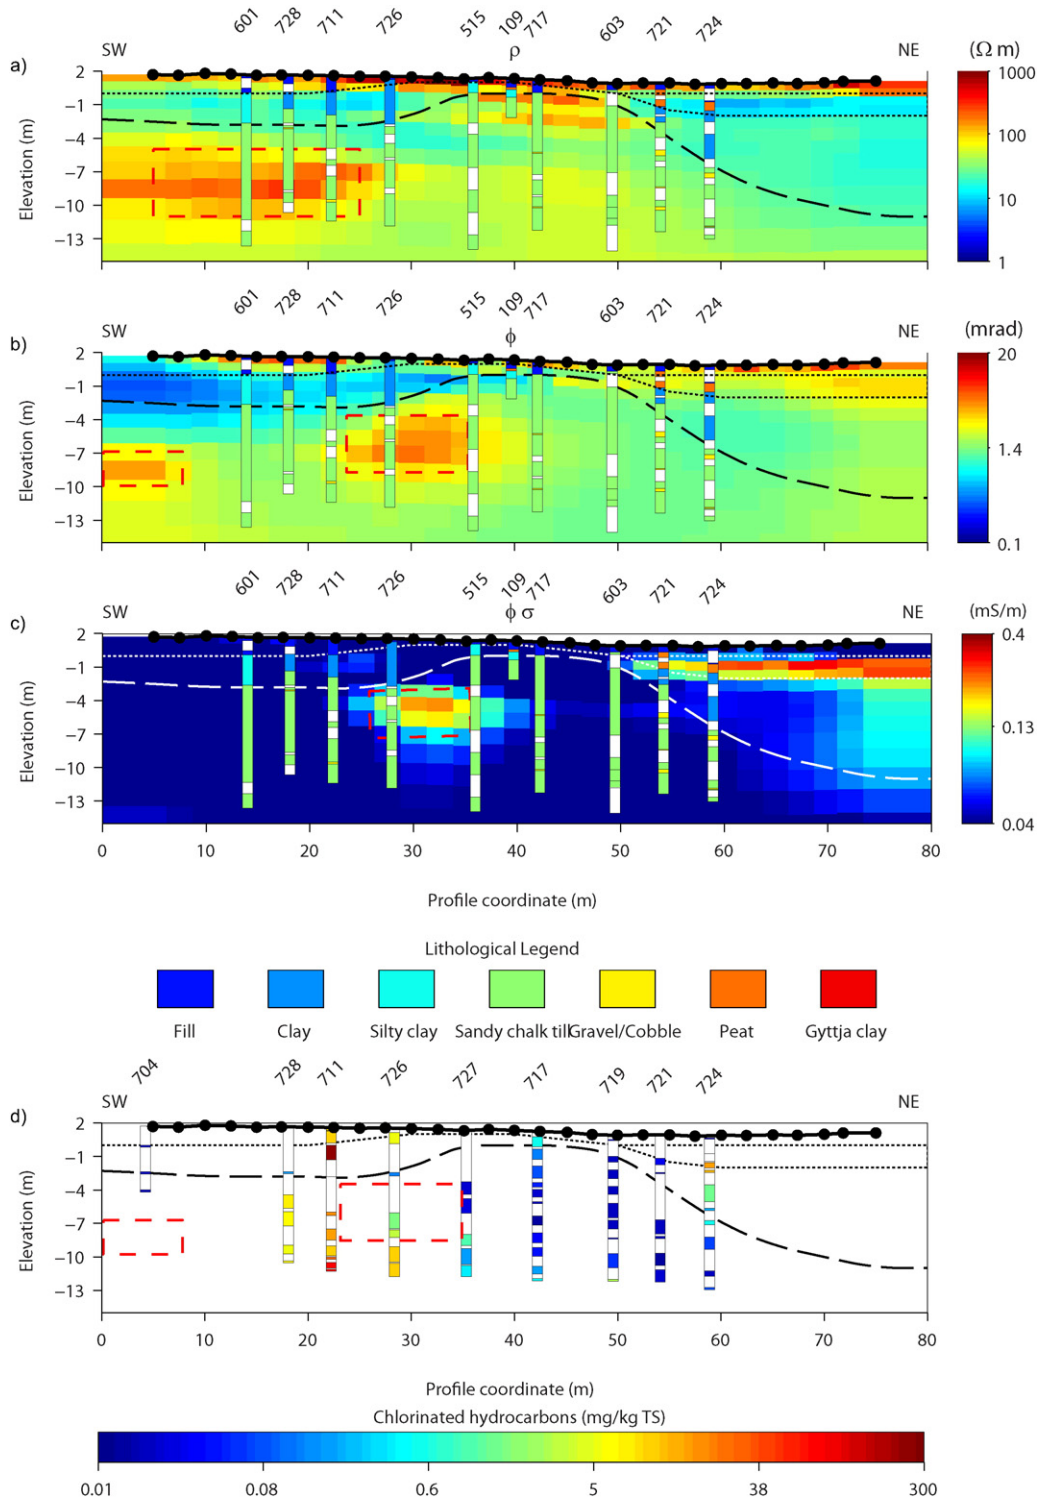 601 728 711 726 515 109 717 603 721 724
a) SW ρ NE (Ω m)
2
−1
−4
−7
−10
−13
Elevation (m)
1000
100
10
1
601 728 711 726 515 109 717 603 721 724
b) SW ϕ NE (mrad)
2
−1
−4
−7
−10
−13
Elevation (m)
20
1.4
0.1
601 728 711 726 515 109 717 603 721 724
c) SW ϕ σ NE (mS/m)
2
−1
−4
−7
−10
−13
Elevation (m)
0.4
0.13
0.04
0 10 20 30 40 50 60 70 80
Profile coordinate (m)
Lithological Legend
Fill Clay Silty clay Sandy chalk till Gravel/Cobble Peat Gyttja clay
704 728 711 726 727 717 719 721 724
d) SW NE
2
−1
−4
−7
−10
−13
Elevation (m)
0 10 20 30 40 50 60 70 80
Profile coordinate (m)
Chlorinated hydrocarbons (mg/kg TS)
0.01 0.08 0.6 5 38 300